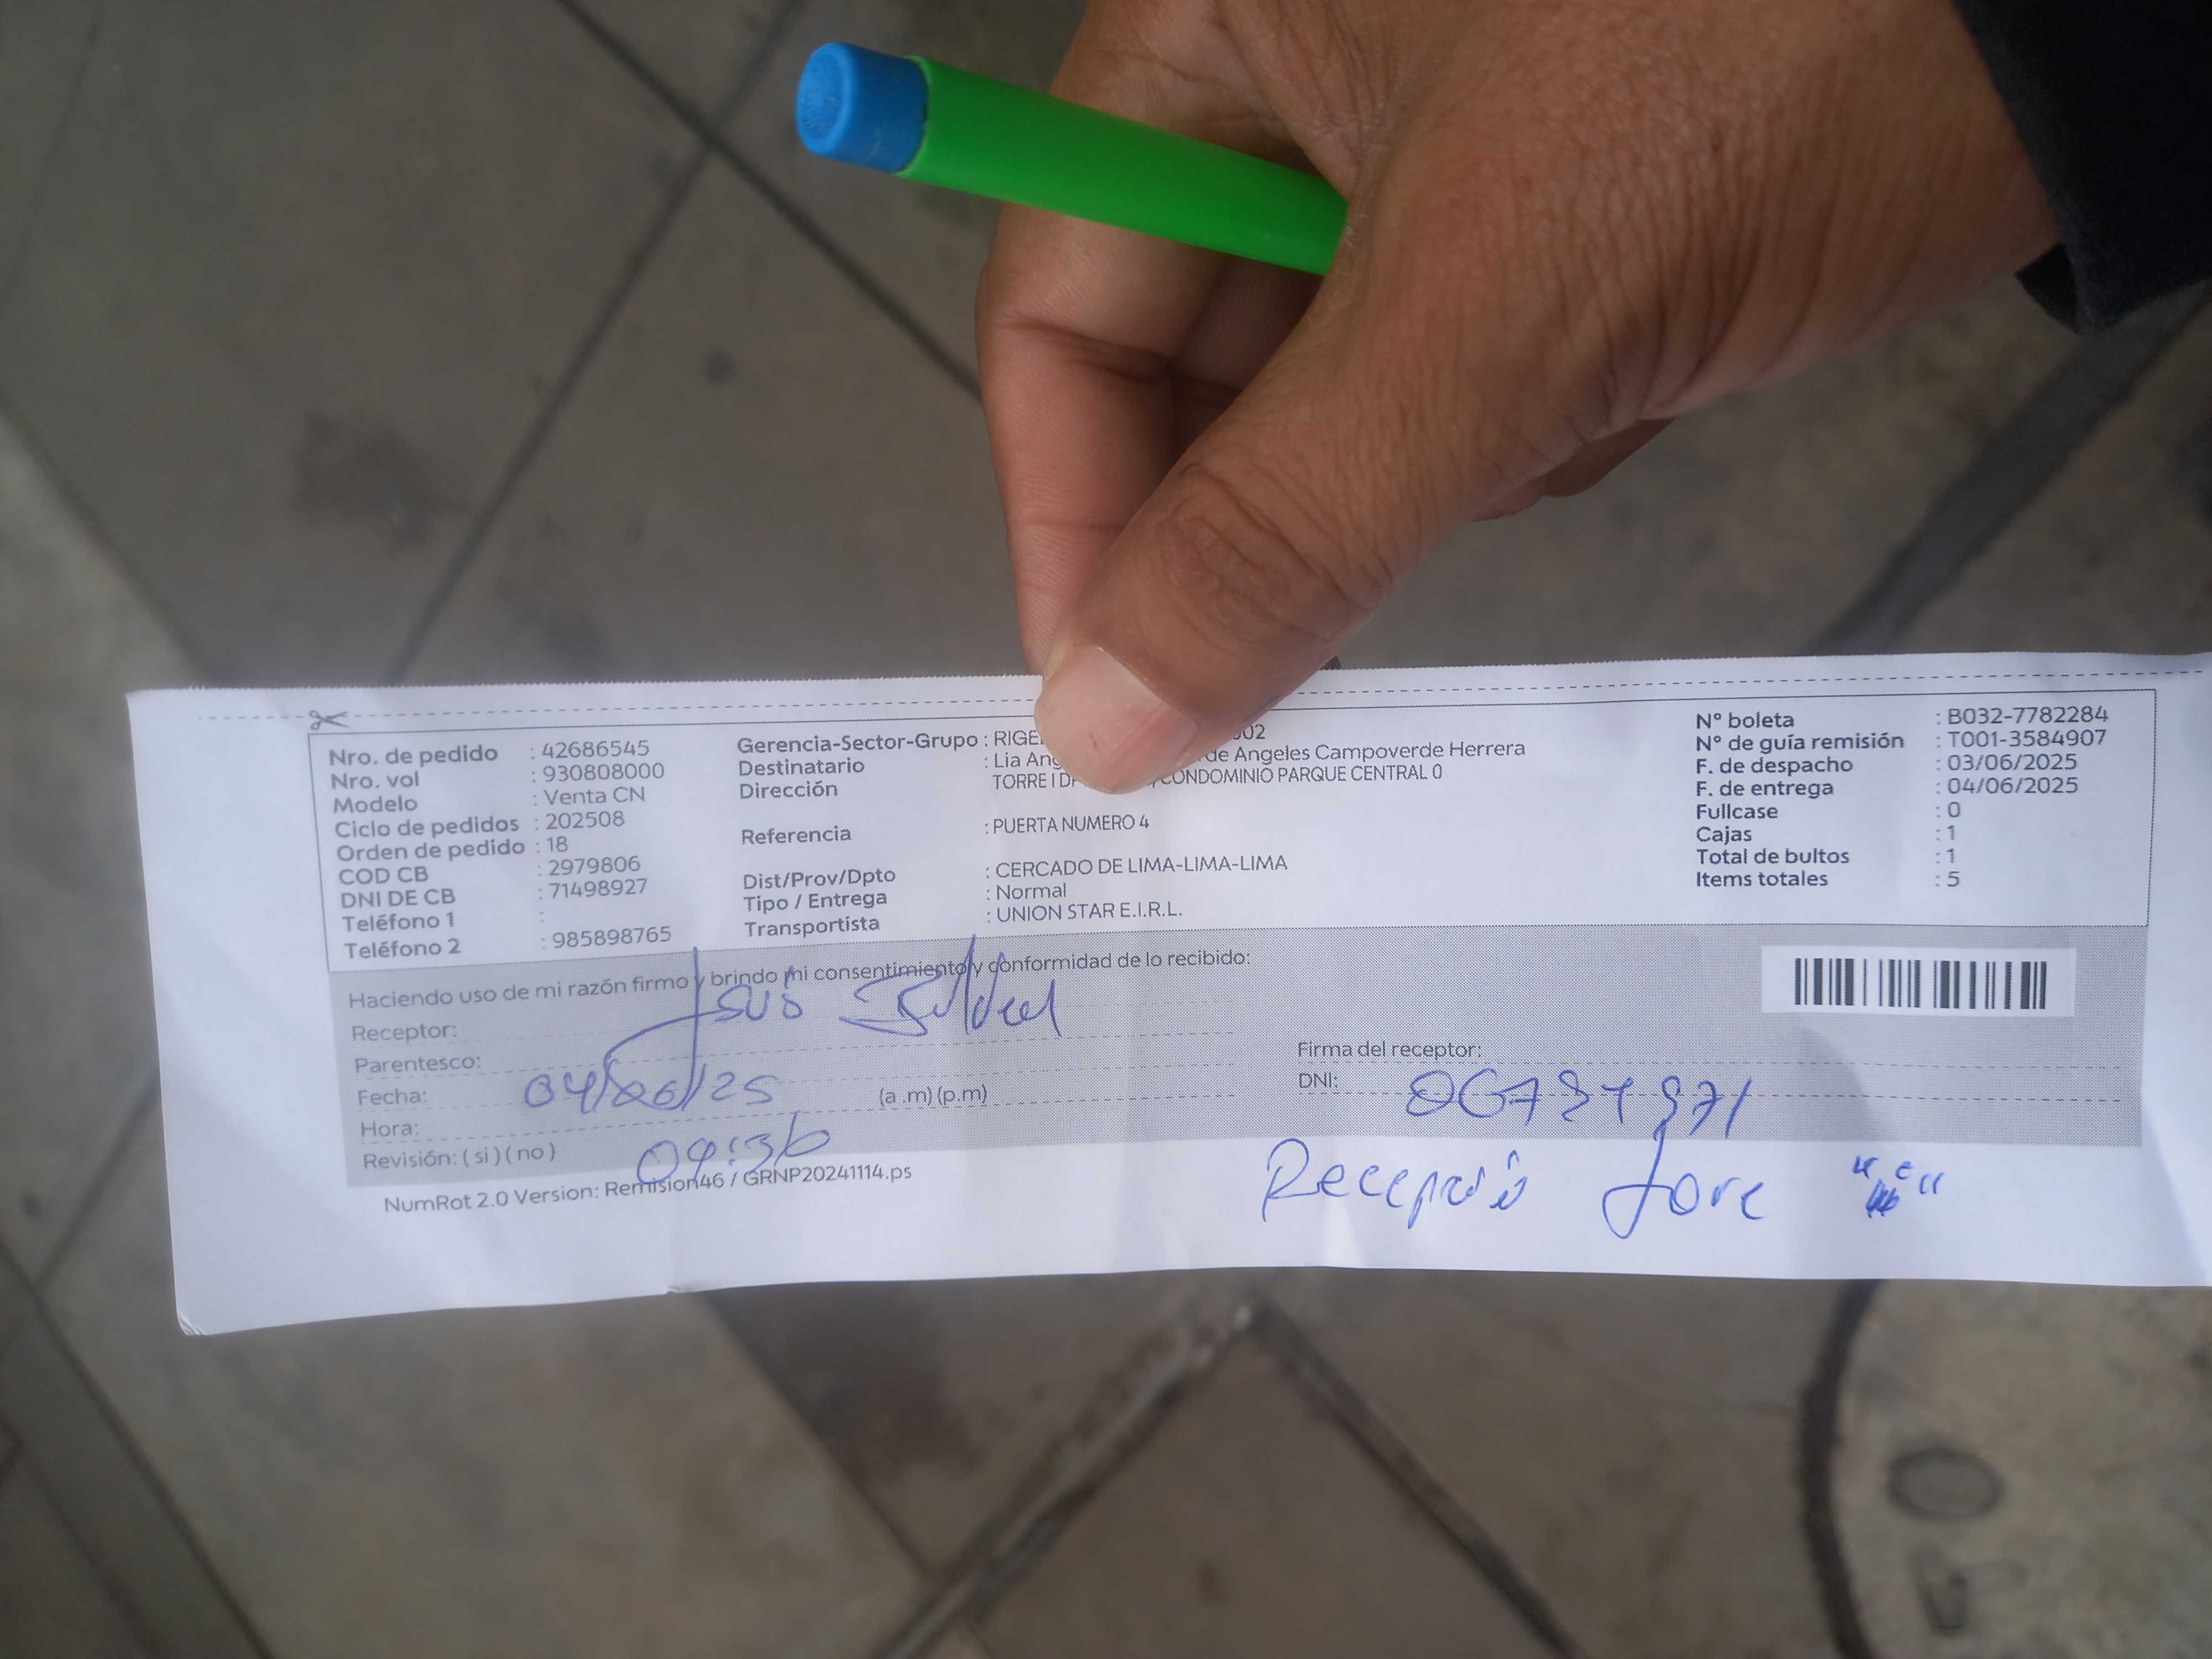 Nro. de pedido : 42686545
Nro. vol : 930808000
Modelo : Venta CN
Ciclo de pedidos : 202508
Orden de pedido : 18
COD CB : 2979806
DNI DE CB : 71498927
Teléfono 1 :
Teléfono 2 : 985898765
Gerencia-Sector-Grupo : RIGE 002
Destinatario : Lia Ang de Angeles Campoverde Herrera
Dirección TORRE I CONDOMINIO PARQUE CENTRAL 0
Referencia : PUERTA NUMERO 4
Dist/Prov/Dpto : CERCADO DE LIMA-LIMA-LIMA
Tipo / Entrega : Normal
Transportista : UNION STAR E.I.R.L.
N° boleta : B032-7782284
N° de guía remisión : T001-3584907
F. de despacho : 03/06/2025
F. de entrega : 04/06/2025
Fullcase : 0
Cajas : 1
Total de bultos : 1
Items totales : 5
Haciendo uso de mi razón firmo y brindo mi consentimiento y conformidad de lo recibido:
Receptor:
Parentesco:
Fecha: 04/06/25 (a .m) (p.m)
Hora: 09:36
Revisión: ( si ) ( no )
Firma del receptor:
DNI:
NumRot 2.0 Version: Remision46 / GRNP20241114.ps